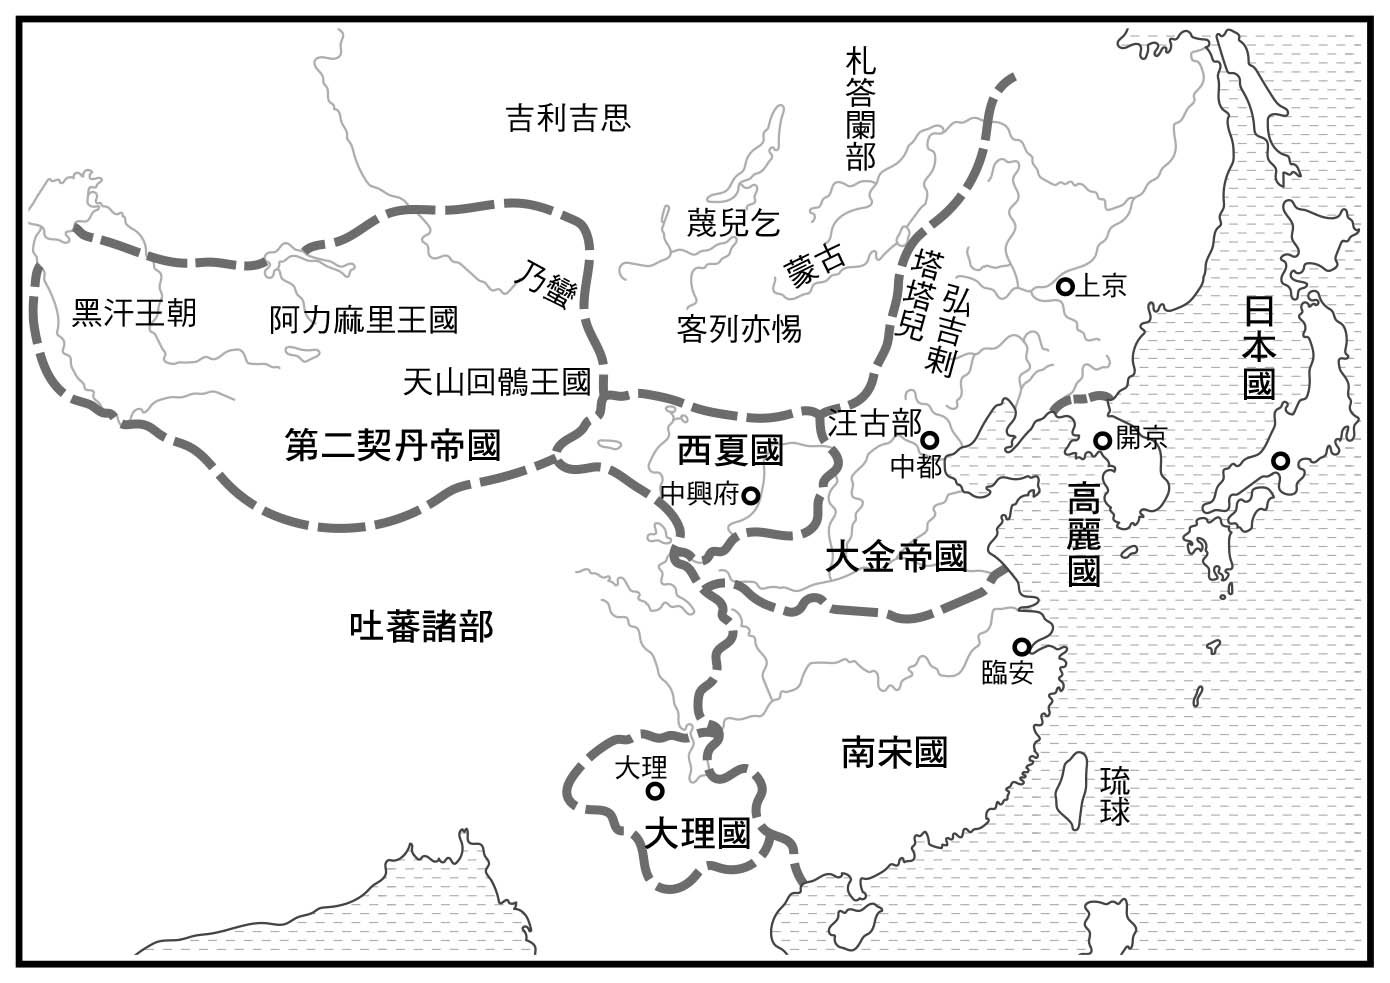 札答闌部
吉利吉思
蔑兒乞
蒙古
乃蠻
塔塔兒
弘吉剌
上京
黑汗王朝
阿力麻里王國
客列亦惕
日本國
天山回鶻王國
汪古部
第二契丹帝國
西夏國
中都
開京
中興府
高麗國
大金帝國
吐蕃諸部
臨安
南宋國
大理
琉球
大理國